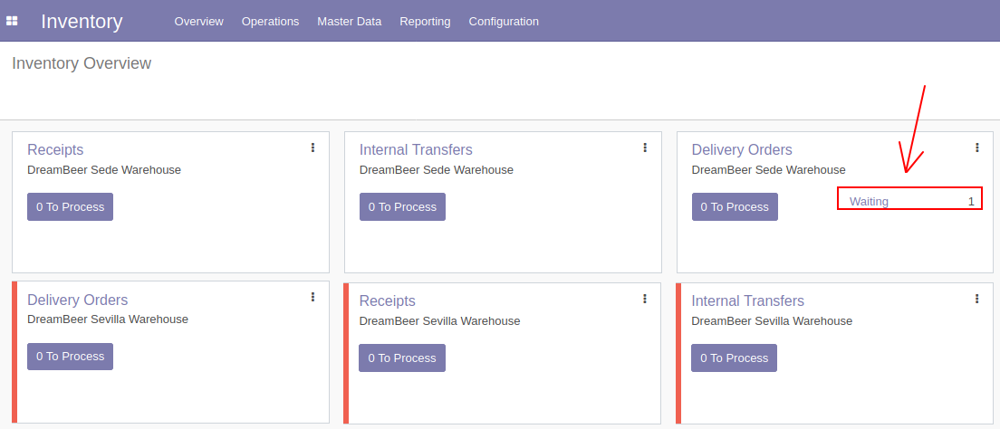 Inventory Overview Operations Master Data Reporting Configuration
Inventory Overview
Receipts
DreamBeer Sede Warehouse
0 To Process
Internal Transfers
DreamBeer Sede Warehouse
0 To Process
Delivery Orders
DreamBeer Sede Warehouse
0 To Process
Waiting 1
Delivery Orders
DreamBeer Sevilla Warehouse
0 To Process
Receipts
DreamBeer Sevilla Warehouse
0 To Process
Internal Transfers
DreamBeer Sevilla Warehouse
0 To Process